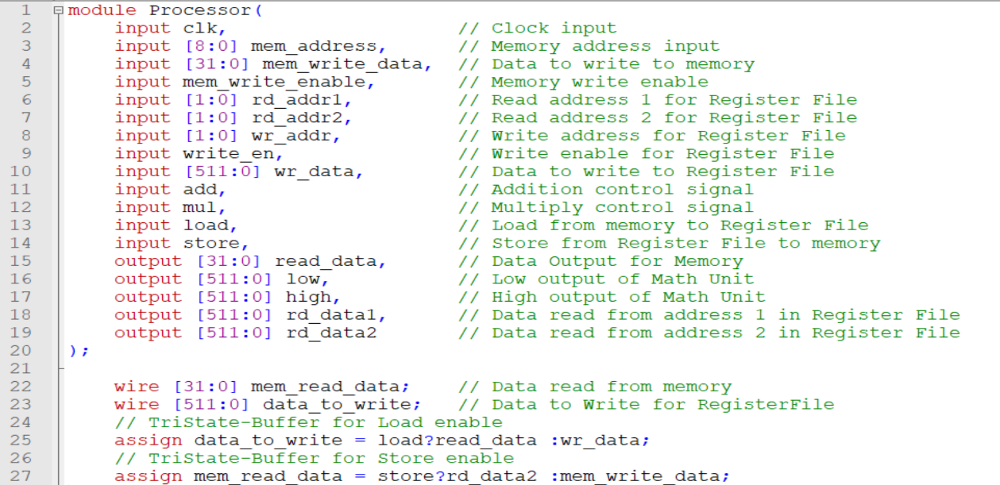 1 module Processor(
2 input clk, // Clock input
3 input [8:0] mem_address, // Memory address input
4 input [31:0] mem_write_data, // Data to write to memory
5 input mem_write_enable, // Memory write enable
6 input [1:0] rd_addr1, // Read address 1 for Register File
7 input [1:0] rd_addr2, // Read address 2 for Register File
8 input [1:0] wr_addr, // Write address for Register File
9 input write_en, // Write enable for Register File
10 input [511:0] wr_data, // Data to write to Register File
11 input add, // Addition control signal
12 input mul, // Multiply control signal
13 input load, // Load from memory to Register File
14 input store, // Store from Register File to memory
15 output [31:0] read_data, // Data Output for Memory
16 output [511:0] low, // Low output of Math Unit
17 output [511:0] high, // High output of Math Unit
18 output [511:0] rd_data1, // Data read from address 1 in Register File
19 output [511:0] rd_data2 // Data read from address 2 in Register File
20 );
21
22 wire [31:0] mem_read_data; // Data read from memory
23 wire [511:0] data_to_write; // Data to Write for RegisterFile
24 // TriState-Buffer for Load enable
25 assign data_to_write = load?read_data :wr_data;
26 // TriState-Buffer for Store enable
27 assign mem_read_data = store?rd_data2 :mem_write_data;